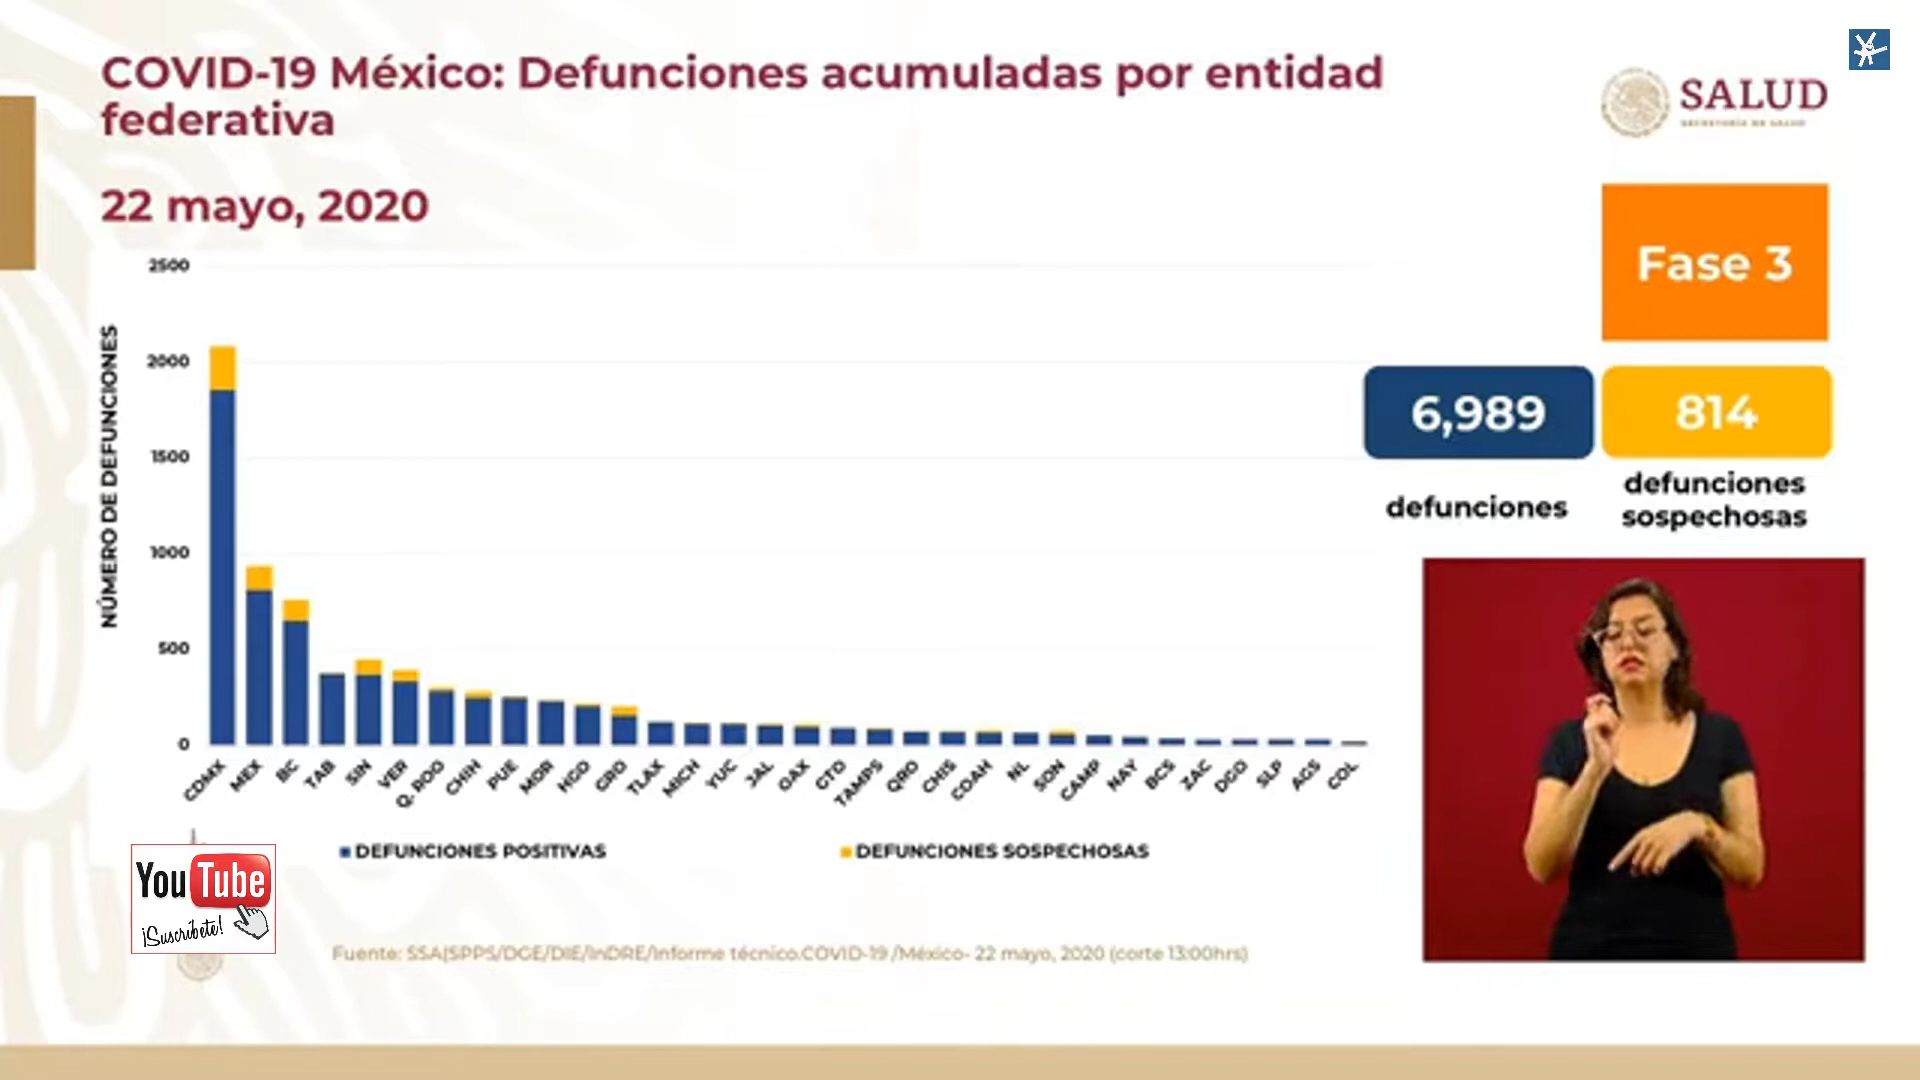 COVID-19 México: Defunciones acumuladas por entidad
federativa
SALUD
SECRETARÍA DE SALUD
22 mayo, 2020
Fase 3
6,989
defunciones
814
defunciones
sospechosas
NÚMERO DE DEFUNCIONES
2500
2000
1500
1000
500
0
CDMX
MEX
BC
TAB
SIN
VER
Q. ROO
CHIH
PUE
MOR
HGO
GRO
TLAX
MICH
YUC
JAL
OAX
GTO
TAMPS
QRO
CHIS
COAH
NL
SON
CAMP
NAY
BCS
ZAC
DGO
SLP
AGS
COL
DEFUNCIONES POSITIVAS
DEFUNCIONES SOSPECHOSAS
YouTube
¡Suscríbete!
Fuente: SSA|SPPS/DGE/DIE/InDRE/Informe técnico.COVID-19 /México- 22 mayo, 2020 (corte 13:00hrs)